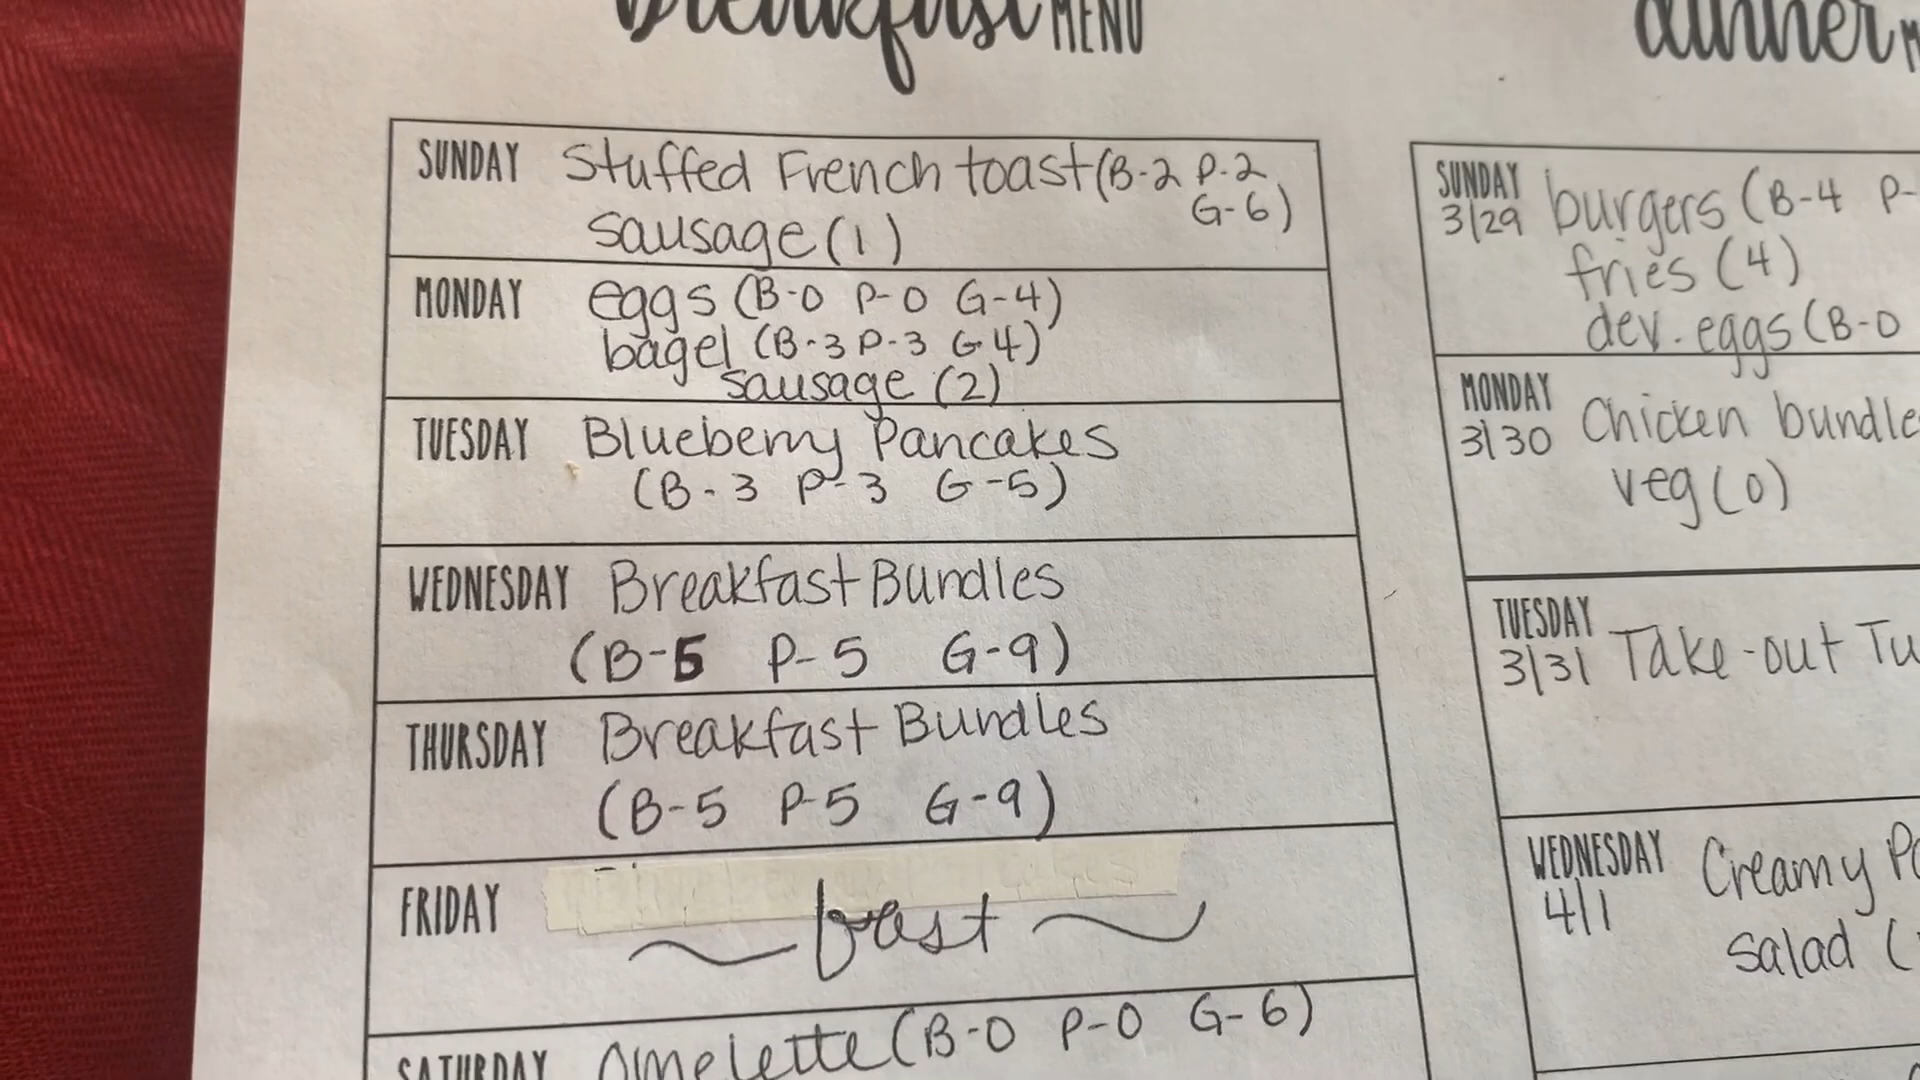 breakfast MENU
SUNDAY Stuffed French toast (B-2 P-2
G-6)
sausage (1)
MONDAY eggs (B-0 P-0 G-4)
bagel (B-3 P-3 G-4)
sausage (2)
TUESDAY Blueberry Pancakes
(B-3 P-3 G-5)
WEDNESDAY Breakfast Bundles
(B-5 P-5 G-9)
THURSDAY Breakfast Bundles
(B-5 P-5 G-9)
FRIDAY
~ fast ~
SATURDAY omelette (B-0 P-0 G-6)
dinner
SUNDAY
3/29 burgers (B-4 P-
fries (4)
dev. eggs (B-0
MONDAY
3/30 Chicken bundle
veg (0)
TUESDAY
3/31 Take-out Tu
WEDNESDAY
4/1 Creamy
salad (